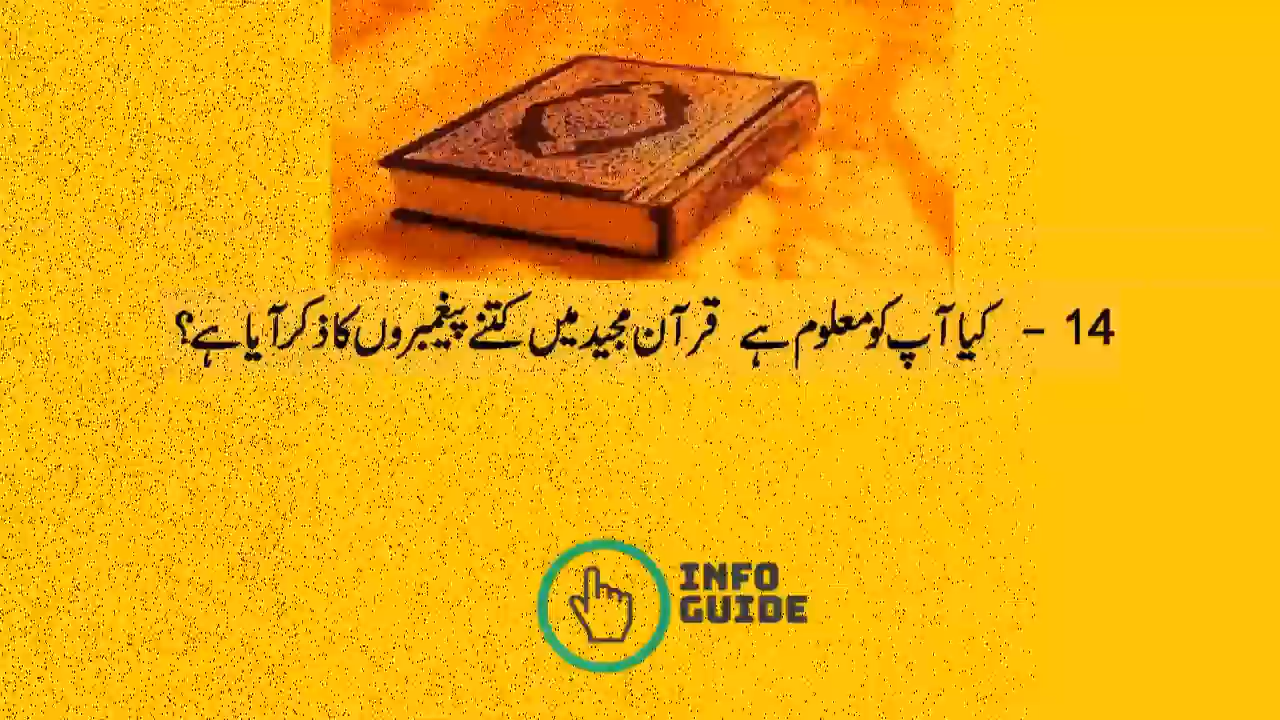 14 - کیا آپ کو معلوم ہے قرآن مجید میں کتنے پیغمبروں کا ذکر آیا ہے؟
INFO
GUIDE